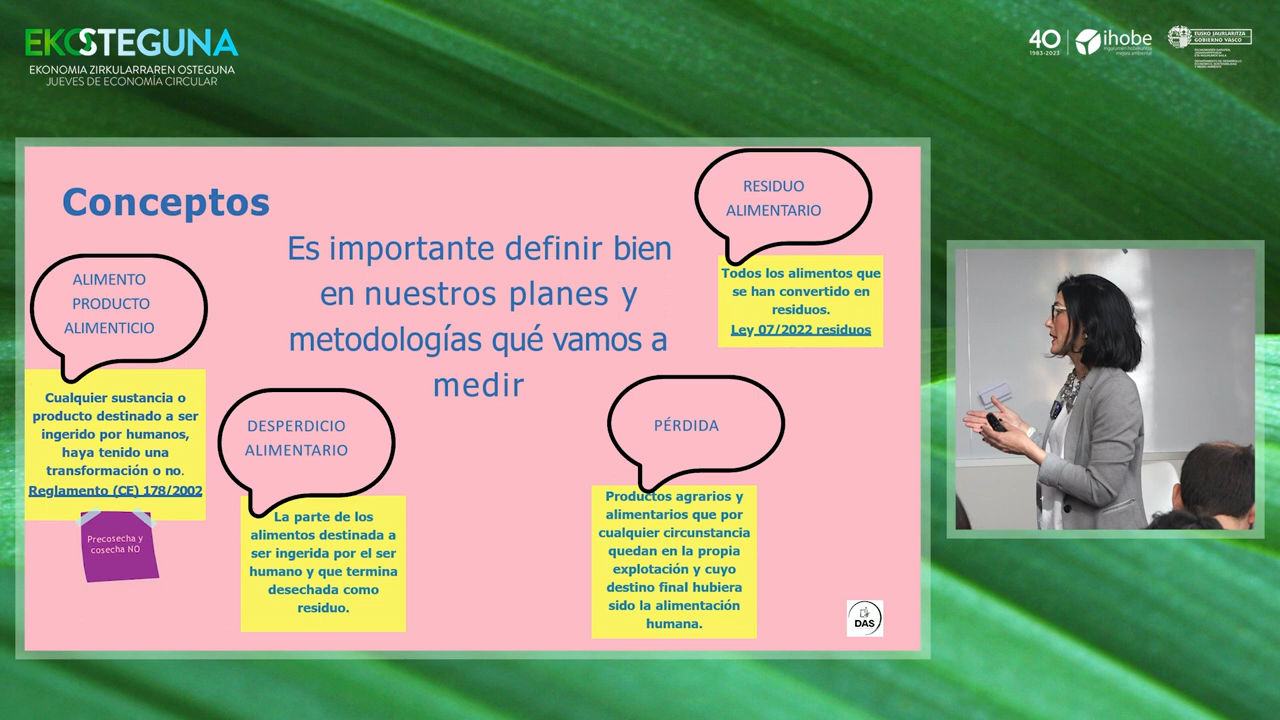 EKOSTEGUNA
EKONOMIA ZIRKULARRAREN OSTEGUNA
JUEVES DE ECONOMÍA CIRCULAR
40
1983-2023
ihobe
EUSKO JAURLARITZA
GOBIERNO VASCO
Conceptos
Es importante definir bien
en nuestros planes y
metodologías qué vamos a
medir
RESIDUO
ALIMENTARIO
Todos los alimentos que
se han convertido en
residuos.
Ley 07/2022 residuos
ALIMENTO
PRODUCTO
ALIMENTICIO
Cualquier sustancia o
producto destinado a ser
ingerido por humanos,
haya tenido una
transformación o no.
Reglamento (CE) 178/2002
Precosecha y
cosecha NO
DESPERDICIO
ALIMENTARIO
La parte de los
alimentos destinada a
ser ingerida por el ser
humano y que termina
desechada como
residuo.
PÉRDIDA
Productos agrarios y
alimentarios que por
cualquier circunstancia
quedan en la propia
explotación y cuyo
destino final hubiera
sido la alimentación
humana.
DAS